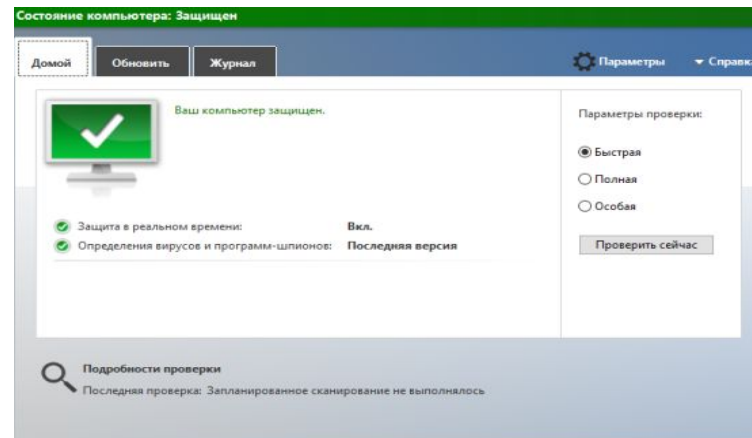 Состояние компьютера: Защищен
Домой
Обновить
Журнал
Параметры
Ваш компьютер защищен.
Защита в реальном времени: Вкл.
Определения вирусов и программ-шпионов: Последняя версия
Параметры проверки:
Быстрая
Полная
Особая
Проверить сейчас
Подробности проверки
Последняя проверка: Запланированное сканирование не выполнялось